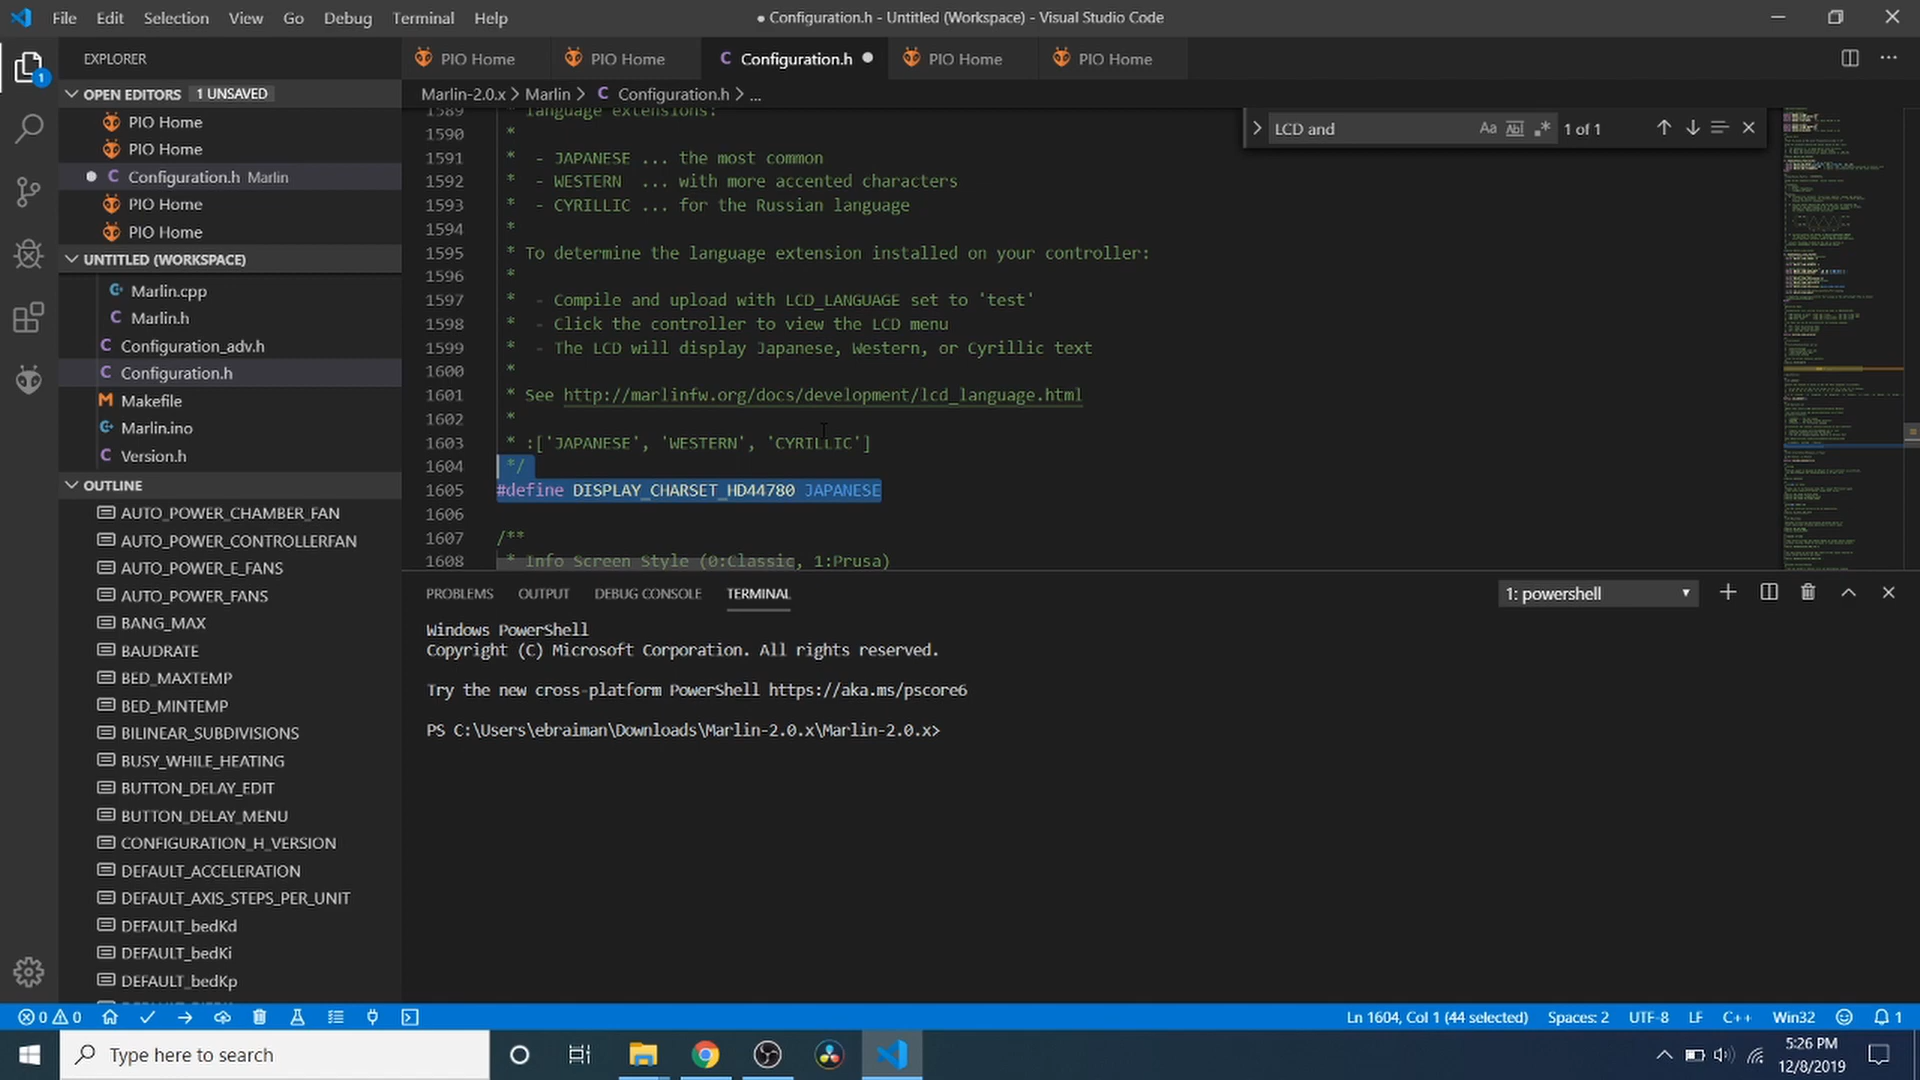 File Edit Selection View Go Debug Terminal Help
● Configuration.h - Untitled (Workspace) - Visual Studio Code
EXPLORER
PIO Home
PIO Home
C Configuration.h
PIO Home
PIO Home
OPEN EDITORS 1 UNSAVED
PIO Home
PIO Home
C Configuration.h Marlin
PIO Home
PIO Home
UNTITLED (WORKSPACE)
Marlin.cpp
C Marlin.h
C Configuration_adv.h
C Configuration.h
M Makefile
Marlin.ino
C Version.h
OUTLINE
AUTO_POWER_CHAMBER_FAN
AUTO_POWER_CONTROLLERFAN
AUTO_POWER_E_FANS
AUTO_POWER_FANS
BANG_MAX
BAUDRATE
BED_MAXTEMP
BED_MINTEMP
BILINEAR_SUBDIVISIONS
BUSY_WHILE_HEATING
BUTTON_DELAY_EDIT
BUTTON_DELAY_MENU
CONFIGURATION_H_VERSION
DEFAULT_ACCELERATION
DEFAULT_AXIS_STEPS_PER_UNIT
DEFAULT_bedKd
DEFAULT_bedKi
DEFAULT_bedKp
Marlin-2.0.x > Marlin > C Configuration.h > ...
LCD and Aa Abl .* 1 of 1
1589 * language extensions:
1590 *
1591 *  - JAPANESE ... the most common
1592 *  - WESTERN  ... with more accented characters
1593 *  - CYRILLIC ... for the Russian language
1594 *
1595 * To determine the language extension installed on your controller:
1596 *
1597 *  - Compile and upload with LCD_LANGUAGE set to 'test'
1598 *  - Click the controller to view the LCD menu
1599 *  - The LCD will display Japanese, Western, or Cyrillic text
1600 *
1601 * See http://marlinfw.org/docs/development/lcd_language.html
1602 *
1603 * :['JAPANESE', 'WESTERN', 'CYRILLIC']
1604 */
1605 #define DISPLAY_CHARSET_HD44780 JAPANESE
1606
1607 /**
1608 * Info Screen Style (0:Classic, 1:Prusa)
PROBLEMS OUTPUT DEBUG CONSOLE TERMINAL
1: powershell
Windows PowerShell
Copyright (C) Microsoft Corporation. All rights reserved.
Try the new cross-platform PowerShell https://aka.ms/pscore6
PS C:\Users\ebraiman\Downloads\Marlin-2.0.x\Marlin-2.0.x>
0 0
Ln 1604, Col 1 (44 selected) Spaces: 2 UTF-8 LF C++ Win32 1
Type here to search
5:26 PM
12/8/2019